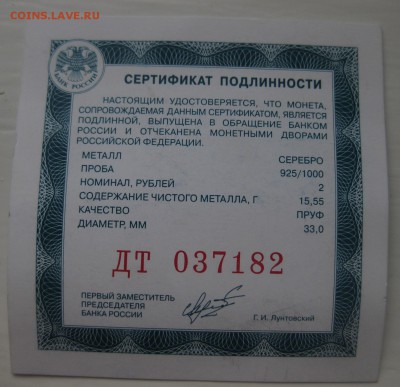 COINS.LAVE.RU
БАНК РОССИИ
СЕРТИФИКАТ ПОДЛИННОСТИ
НАСТОЯЩИМ УДОСТОВЕРЯЕТСЯ, ЧТО МОНЕТА,
СОПРОВОЖДАЕМАЯ ДАННЫМ СЕРТИФИКАТОМ, ЯВЛЯЕТСЯ
ПОДЛИННОЙ, ВЫПУЩЕНА В ОБРАЩЕНИЕ БАНКОМ
РОССИИ И ОТЧЕКАНЕНА МОНЕТНЫМИ ДВОРАМИ
РОССИЙСКОЙ ФЕДЕРАЦИИ.
МЕТАЛЛ СЕРЕБРО
ПРОБА 925/1000
НОМИНАЛ, РУБЛЕЙ 2
СОДЕРЖАНИЕ ЧИСТОГО МЕТАЛЛА, Г 15,55
КАЧЕСТВО ПРУФ
ДИАМЕТР, ММ 33,0
ДТ 037182
ПЕРВЫЙ ЗАМЕСТИТЕЛЬ
ПРЕДСЕДАТЕЛЯ
БАНКА РОССИИ
Г. И. Лунтовский